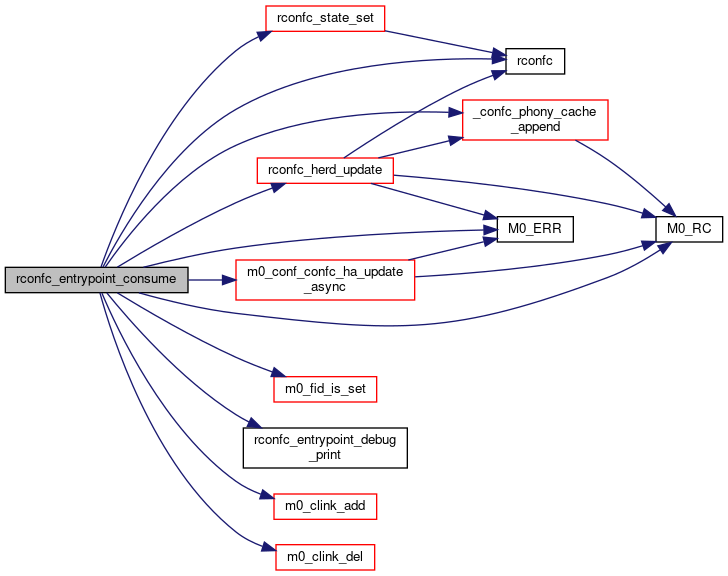 rconfc_state_set
rconfc
_confc_phony_cache
_append
rconfc_herd_update
M0_ERR
M0_RC
rconfc_entrypoint_consume
m0_conf_confc_ha_update
_async
m0_fid_is_set
rconfc_entrypoint_debug
_print
m0_clink_add
m0_clink_del